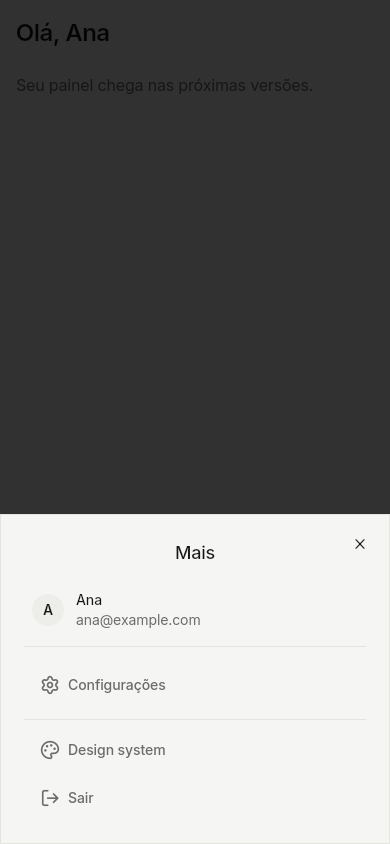 Olá, Ana
Seu painel chega nas próximas versões.
Mais
A
Ana
ana@example.com
Configurações
Design system
Sair